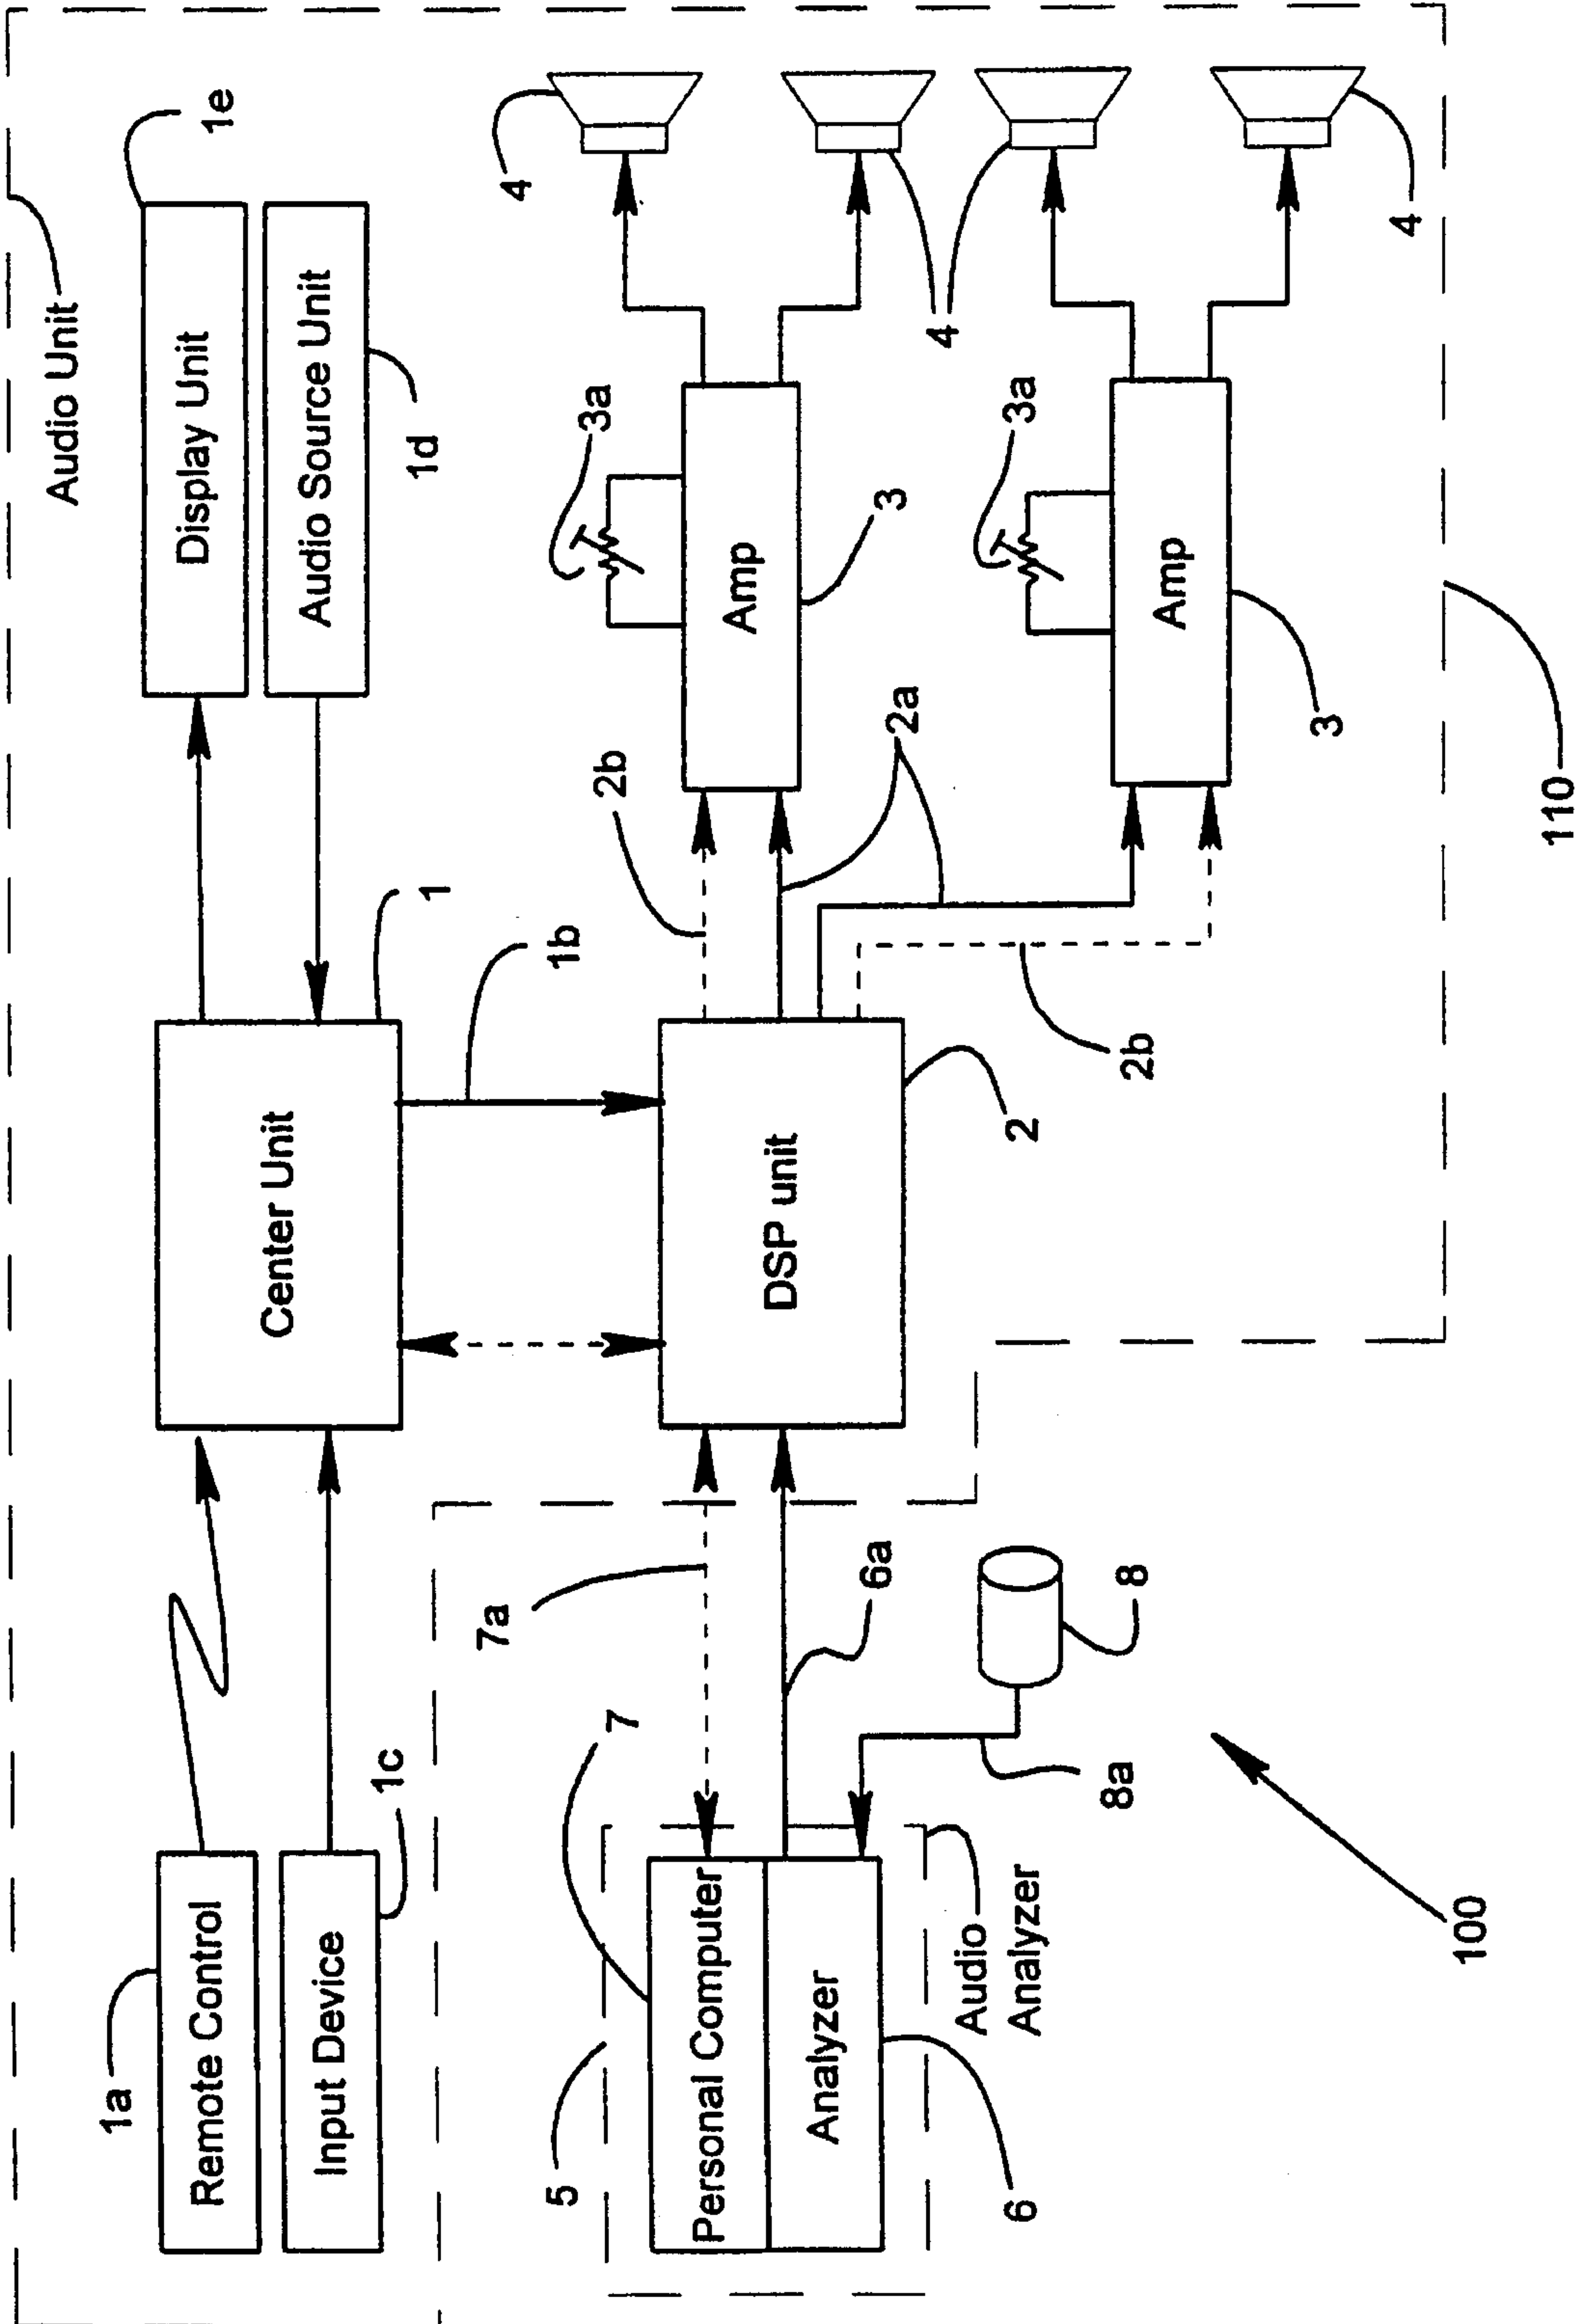 Audio Unit
1a
Remote Control
Input Device
1c
Center Unit
1
1b
1e
Display Unit
Audio Source Unit
1d
5
7
Personal Computer
Analyzer
6
Audio
Analyzer
7a
6a
8
8a
DSP unit
2
2b
2a
2b
3a
Amp
3
3a
Amp
3
4
4
4
100
110